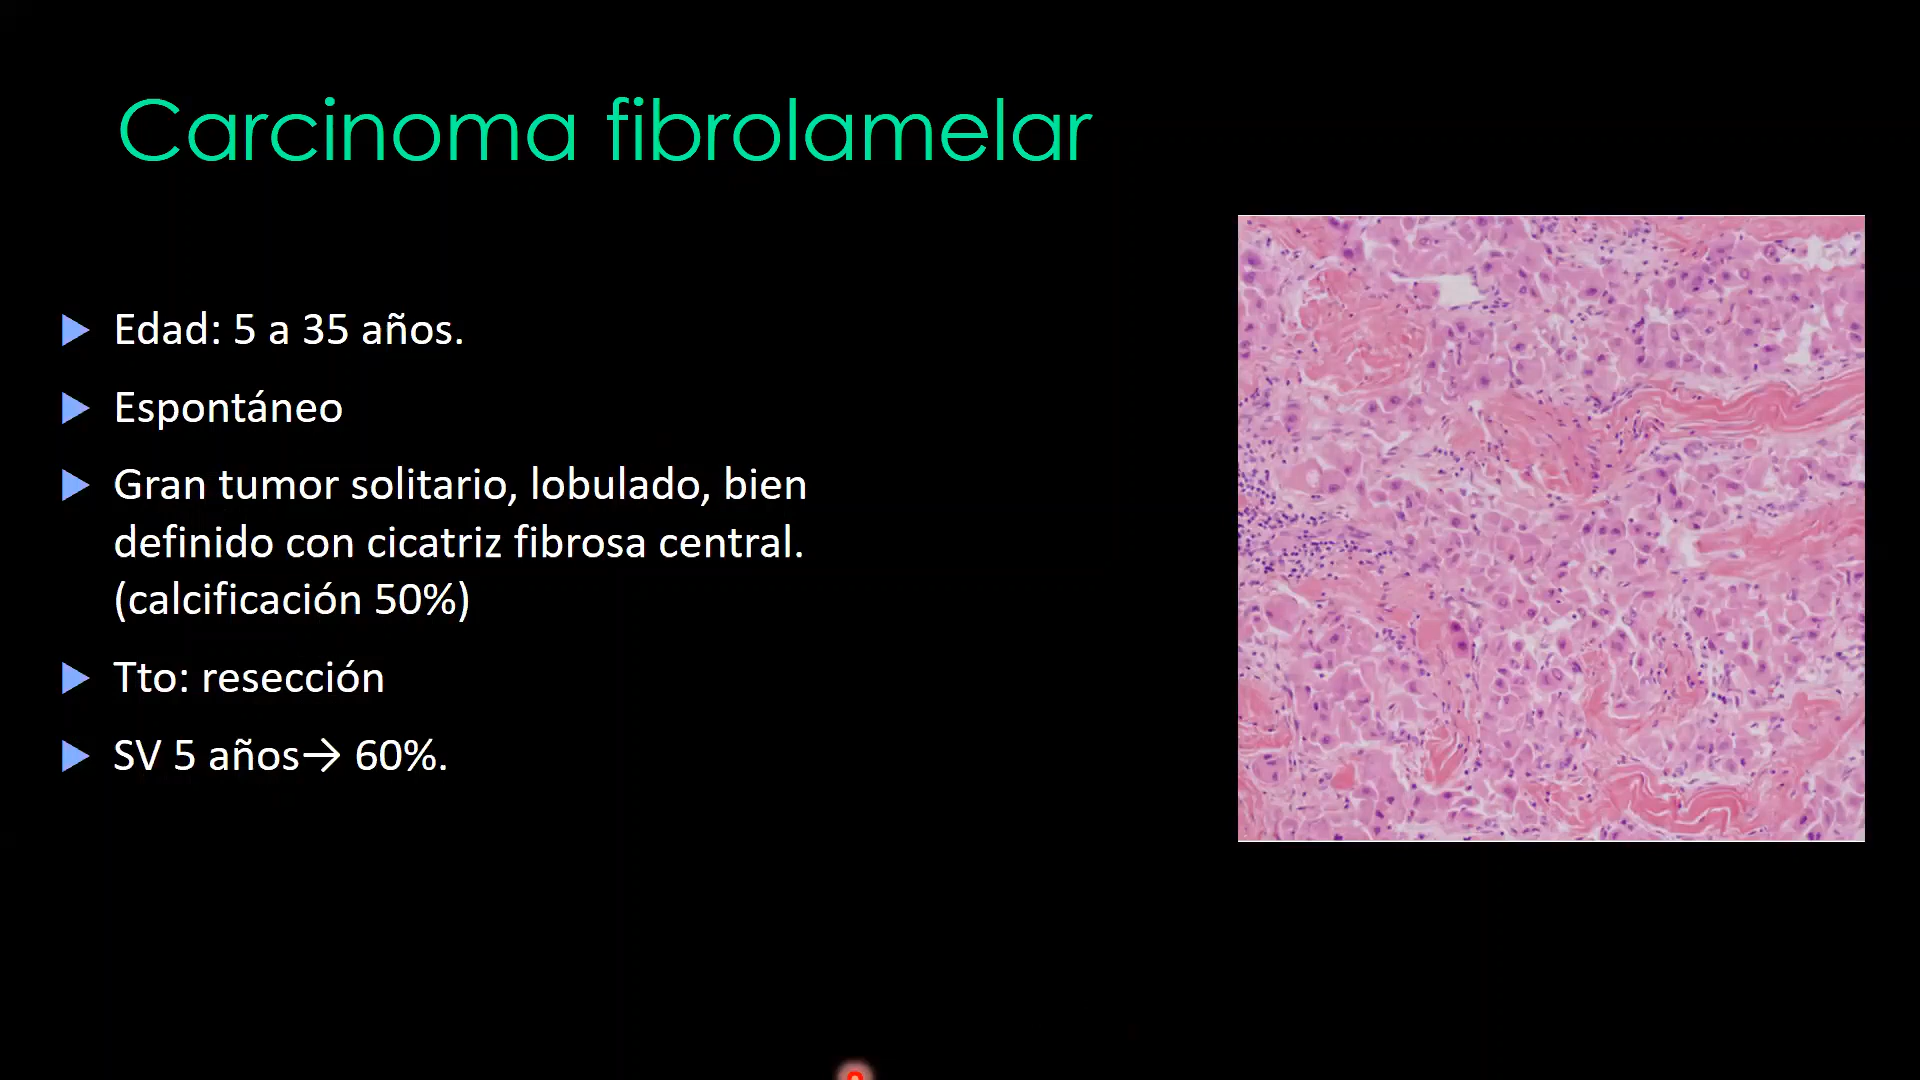 Carcinoma fibrolamelar
Edad: 5 a 35 años.
Espontáneo
Gran tumor solitario, lobulado, bien
definido con cicatriz fibrosa central.
(calcificación 50%)
Tto: resección
SV 5 años→ 60%.